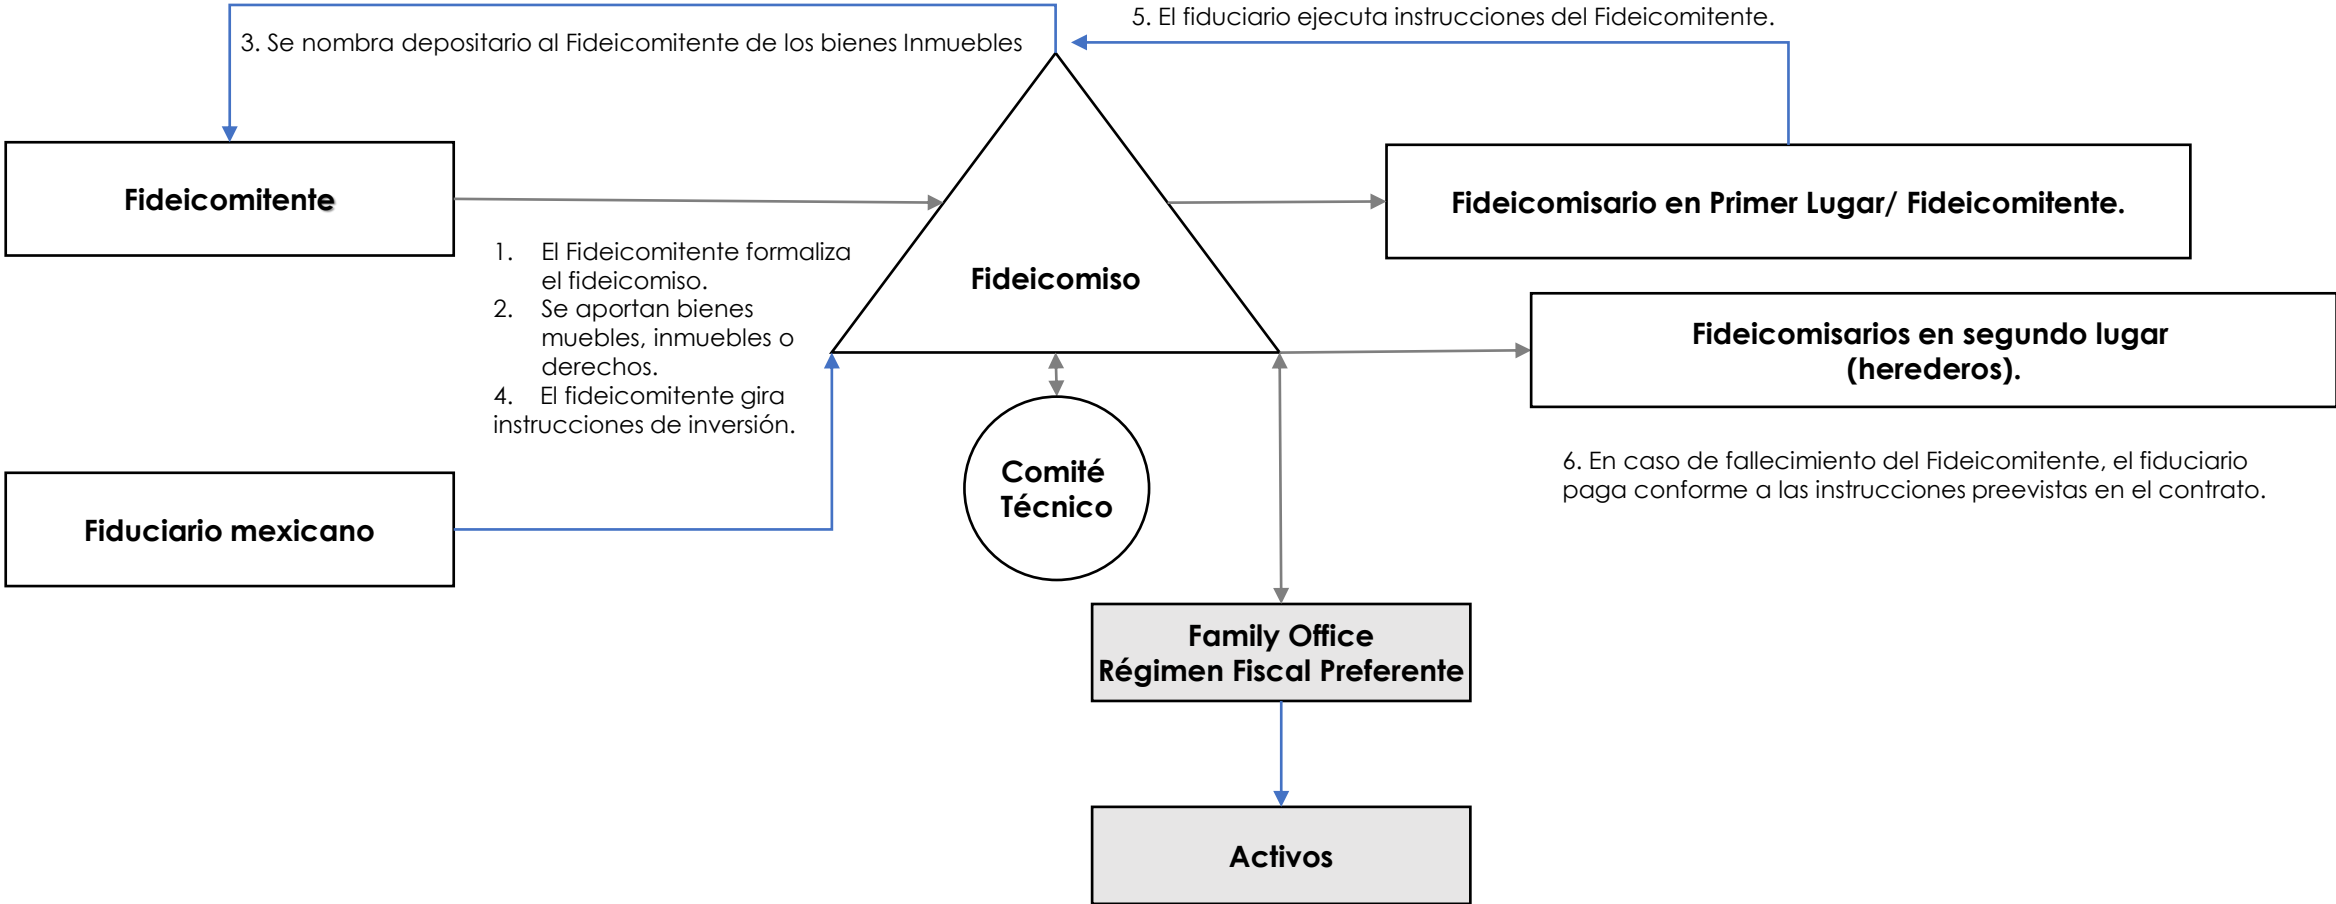 5. El fiduciario ejecuta instrucciones del Fideicomitente.
3. Se nombra depositario al Fideicomitente de los bienes Inmuebles
Fideicomitente
Fideicomisario en Primer Lugar/ Fideicomitente.
1. El Fideicomitente formaliza
el fideicomiso.
2. Se aportan bienes
muebles, inmuebles o
derechos.
4. El fideicomitente gira
instrucciones de inversión.
Fideicomiso
Fideicomisarios en segundo lugar
(herederos).
6. En caso de fallecimiento del Fideicomitente, el fiduciario
paga conforme a las instrucciones preevistas en el contrato.
Comité
Técnico
Fiduciario mexicano
Family Office
Régimen Fiscal Preferente
Activos